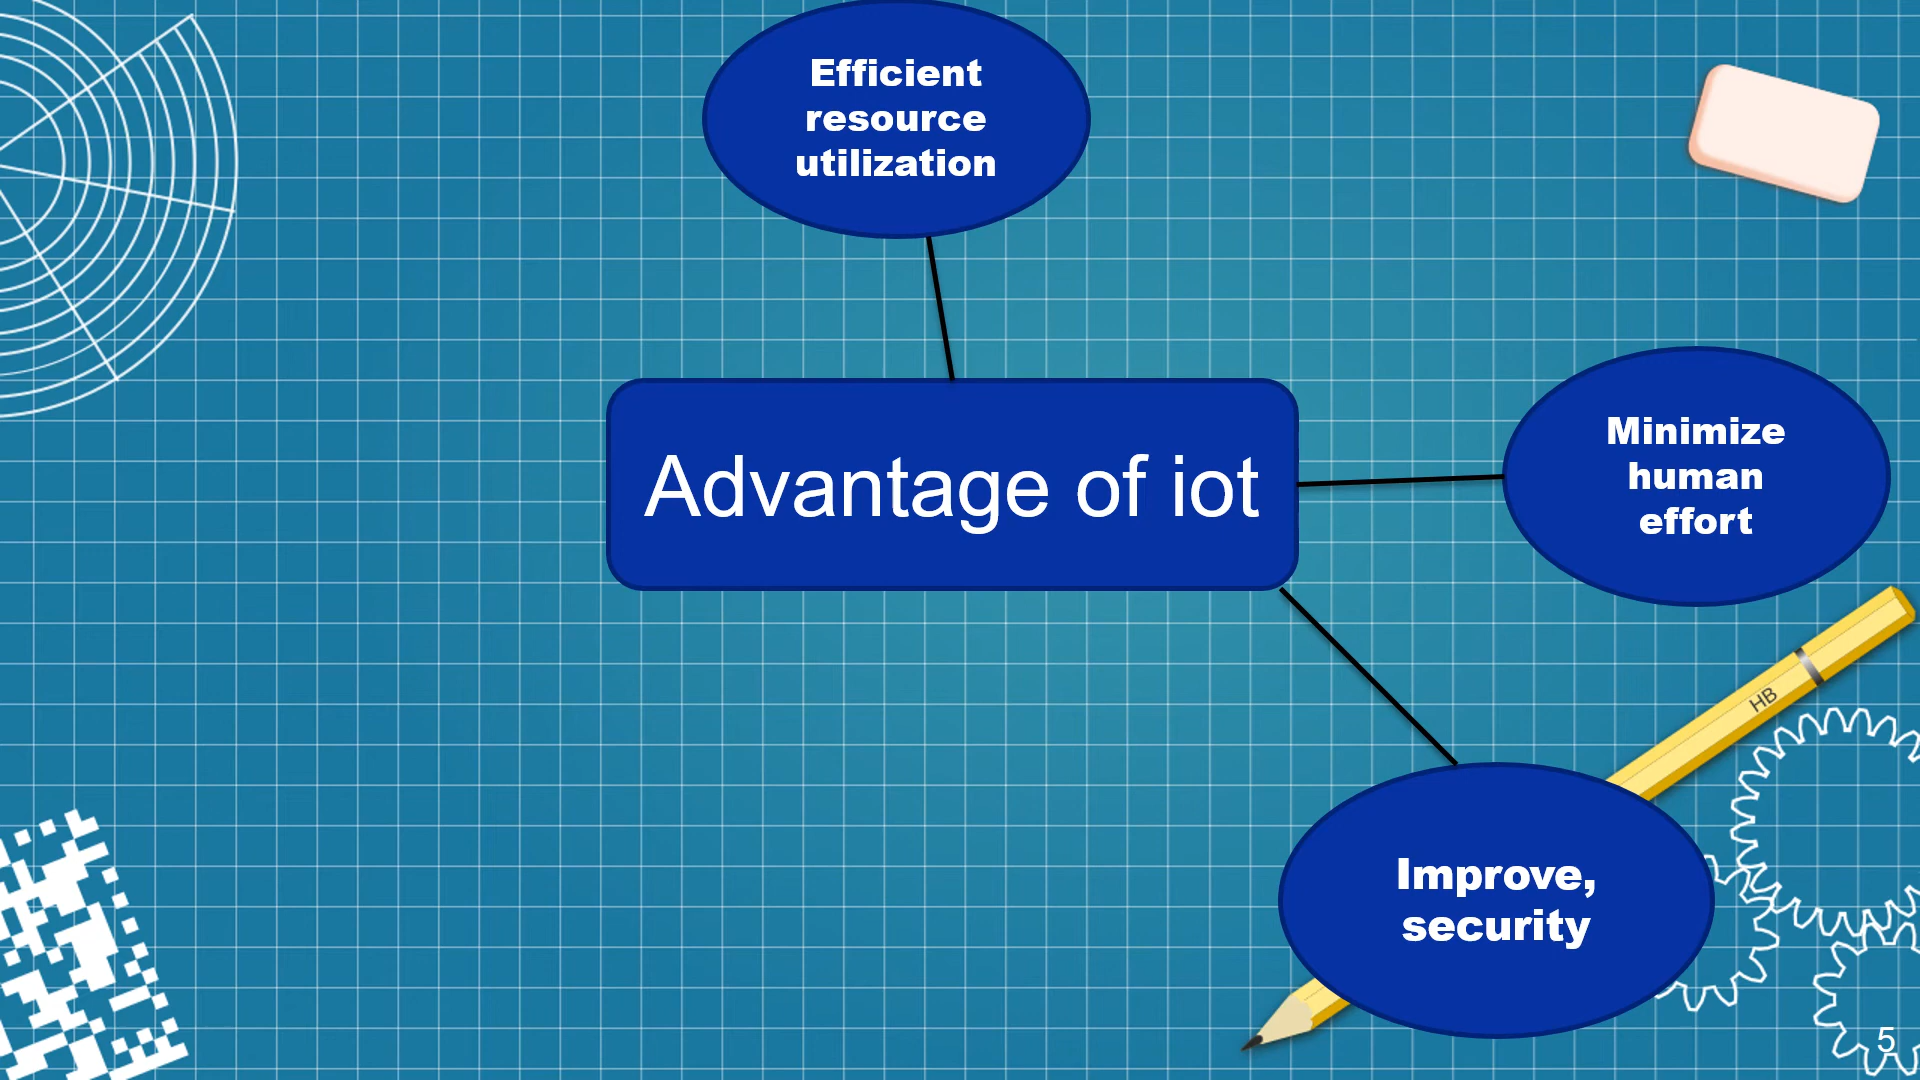 Efficient
resource
utilization
Advantage of iot
Minimize
human
effort
HB
Improve,
security
5